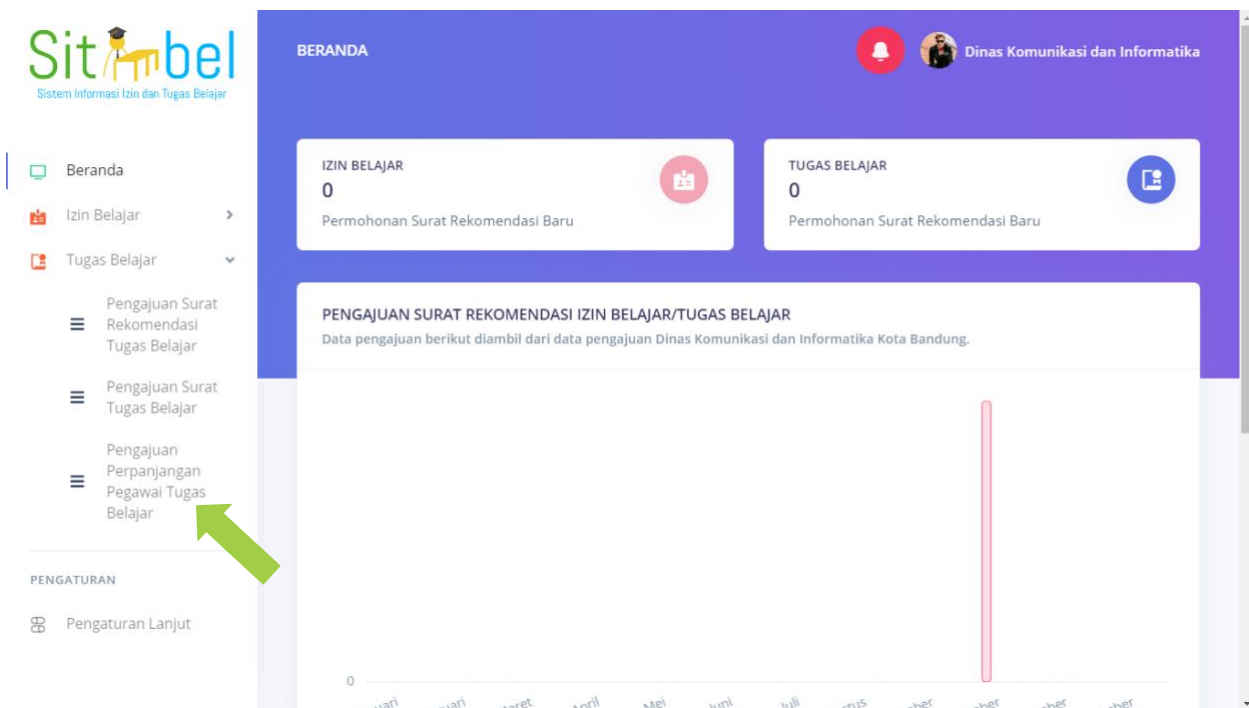 Situbel
Sistem Informasi Izin dan Tugas Belajar
Beranda
Izin Belajar
Tugas Belajar
Pengajuan Surat
Rekomendasi
Tugas Belajar
Pengajuan Surat
Tugas Belajar
Pengajuan
Perpanjangan
Pegawai Tugas
Belajar
PENGATURAN
Pengaturan Lanjut
BERANDA
Dinas Komunikasi dan Informatika
IZIN BELAJAR
0
Permohonan Surat Rekomendasi Baru
TUGAS BELAJAR
0
Permohonan Surat Rekomendasi Baru
PENGAJUAN SURAT REKOMENDASI IZIN BELAJAR/TUGAS BELAJAR
Data pengajuan berikut diambil dari data pengajuan Dinas Komunikasi dan Informatika Kota Bandung.
0
April
Mei
Juni
Juli